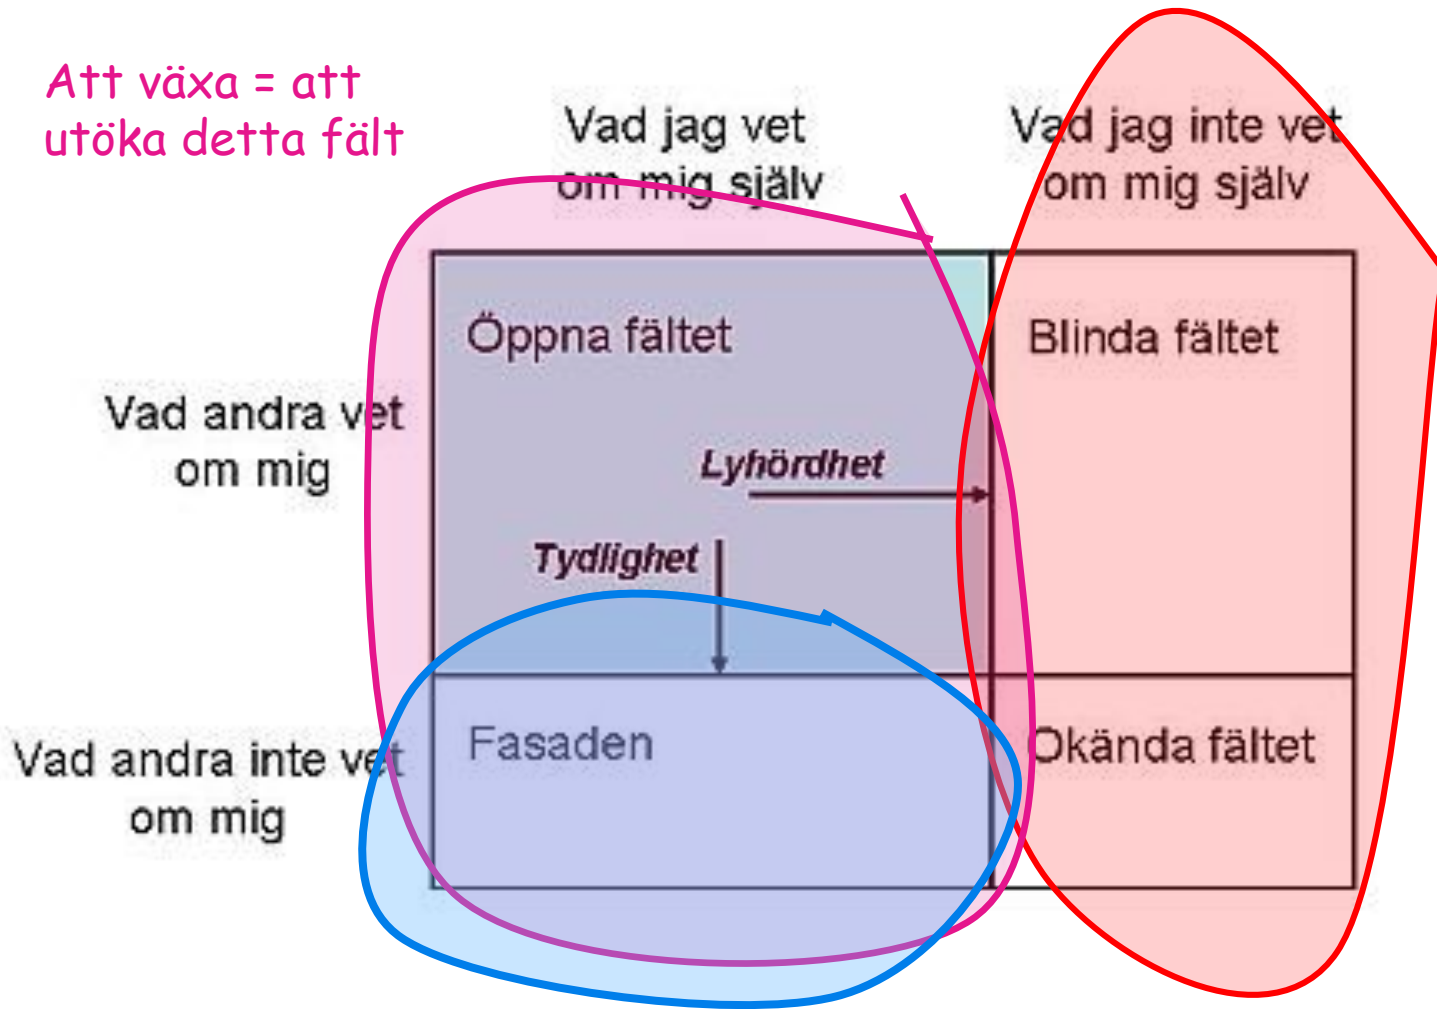 Att växa = att
utöka detta fält
Vad jag vet
om mig själv
Vad jag inte vet
om mig själv
Vad andra vet
om mig
Öppna fältet
Blinda fältet
Lyhördhet
Tydlighet
Vad andra inte vet
om mig
Fasaden
Okända fältet